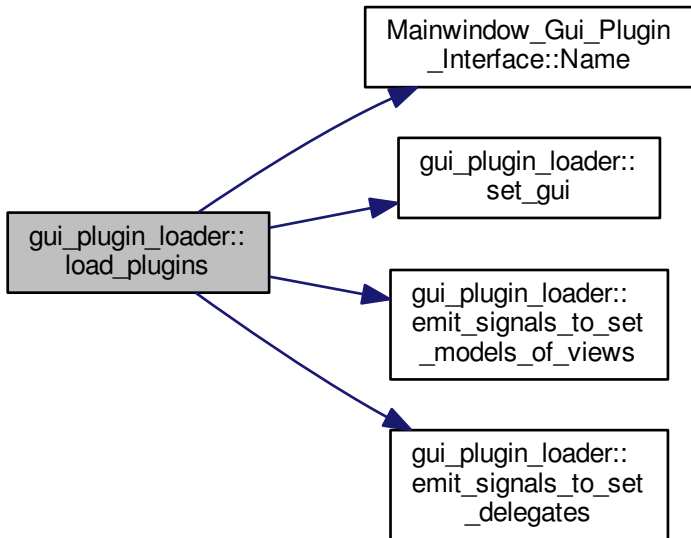 Mainwindow_Gui_Plugin
_Interface::Name
gui_plugin_loader::
set_gui
gui_plugin_loader::
load_plugins
gui_plugin_loader::
emit_signals_to_set
_models_of_views
gui_plugin_loader::
emit_signals_to_set
_delegates